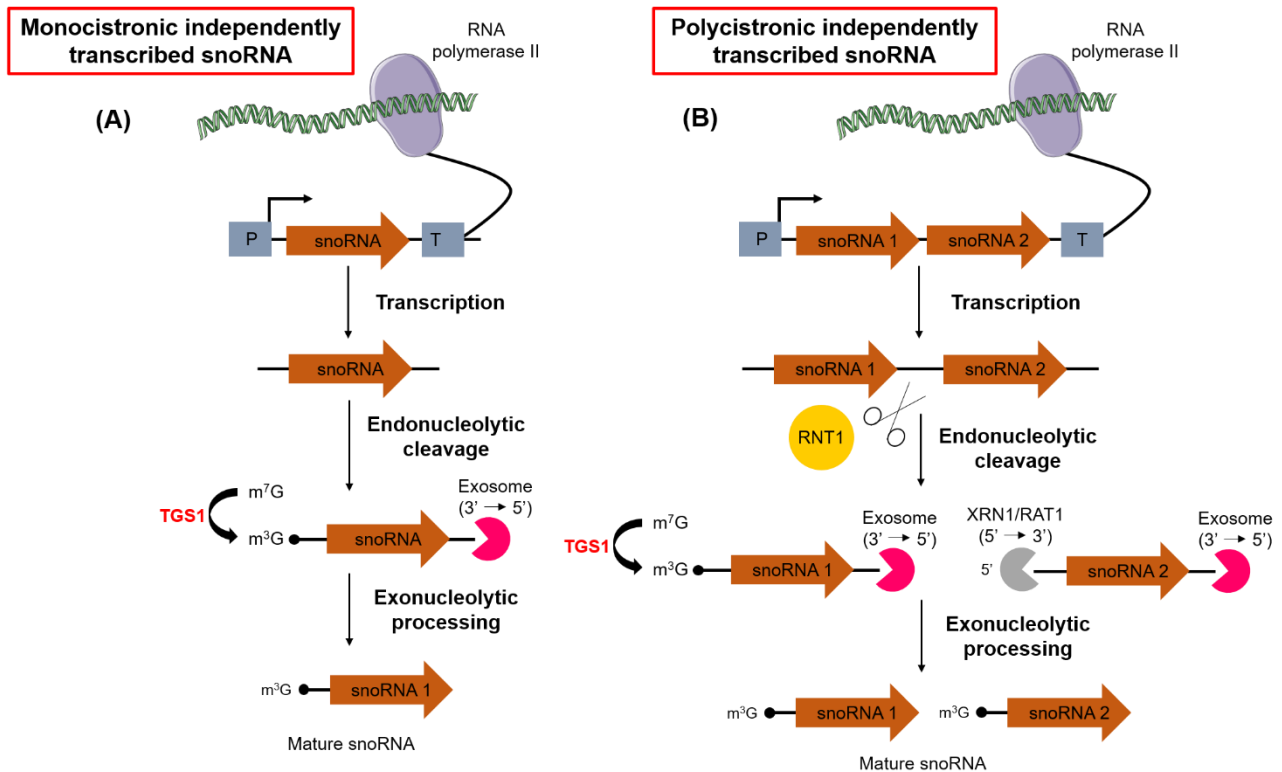 Monocistronic independently
transcribed snoRNA
RNA
polymerase II
(A)
P
snoRNA
T
Transcription
snoRNA
Endonucleolytic
cleavage
m⁷G
TGS1
m³G
snoRNA
Exosome
(3’ → 5’)
Exonucleolytic
processing
m³G
snoRNA 1
Mature snoRNA
Polycistronic independently
transcribed snoRNA
RNA
polymerase II
(B)
P
snoRNA 1
snoRNA 2
T
Transcription
snoRNA 1
snoRNA 2
RNT1
Endonucleolytic
cleavage
m⁷G
TGS1
m³G
snoRNA 1
Exosome
(3’ → 5’)
XRN1/RAT1
(5’ → 3’)
5’
snoRNA 2
Exosome
(3’ → 5’)
Exonucleolytic
processing
m³G
snoRNA 1
m³G
snoRNA 2
Mature snoRNA